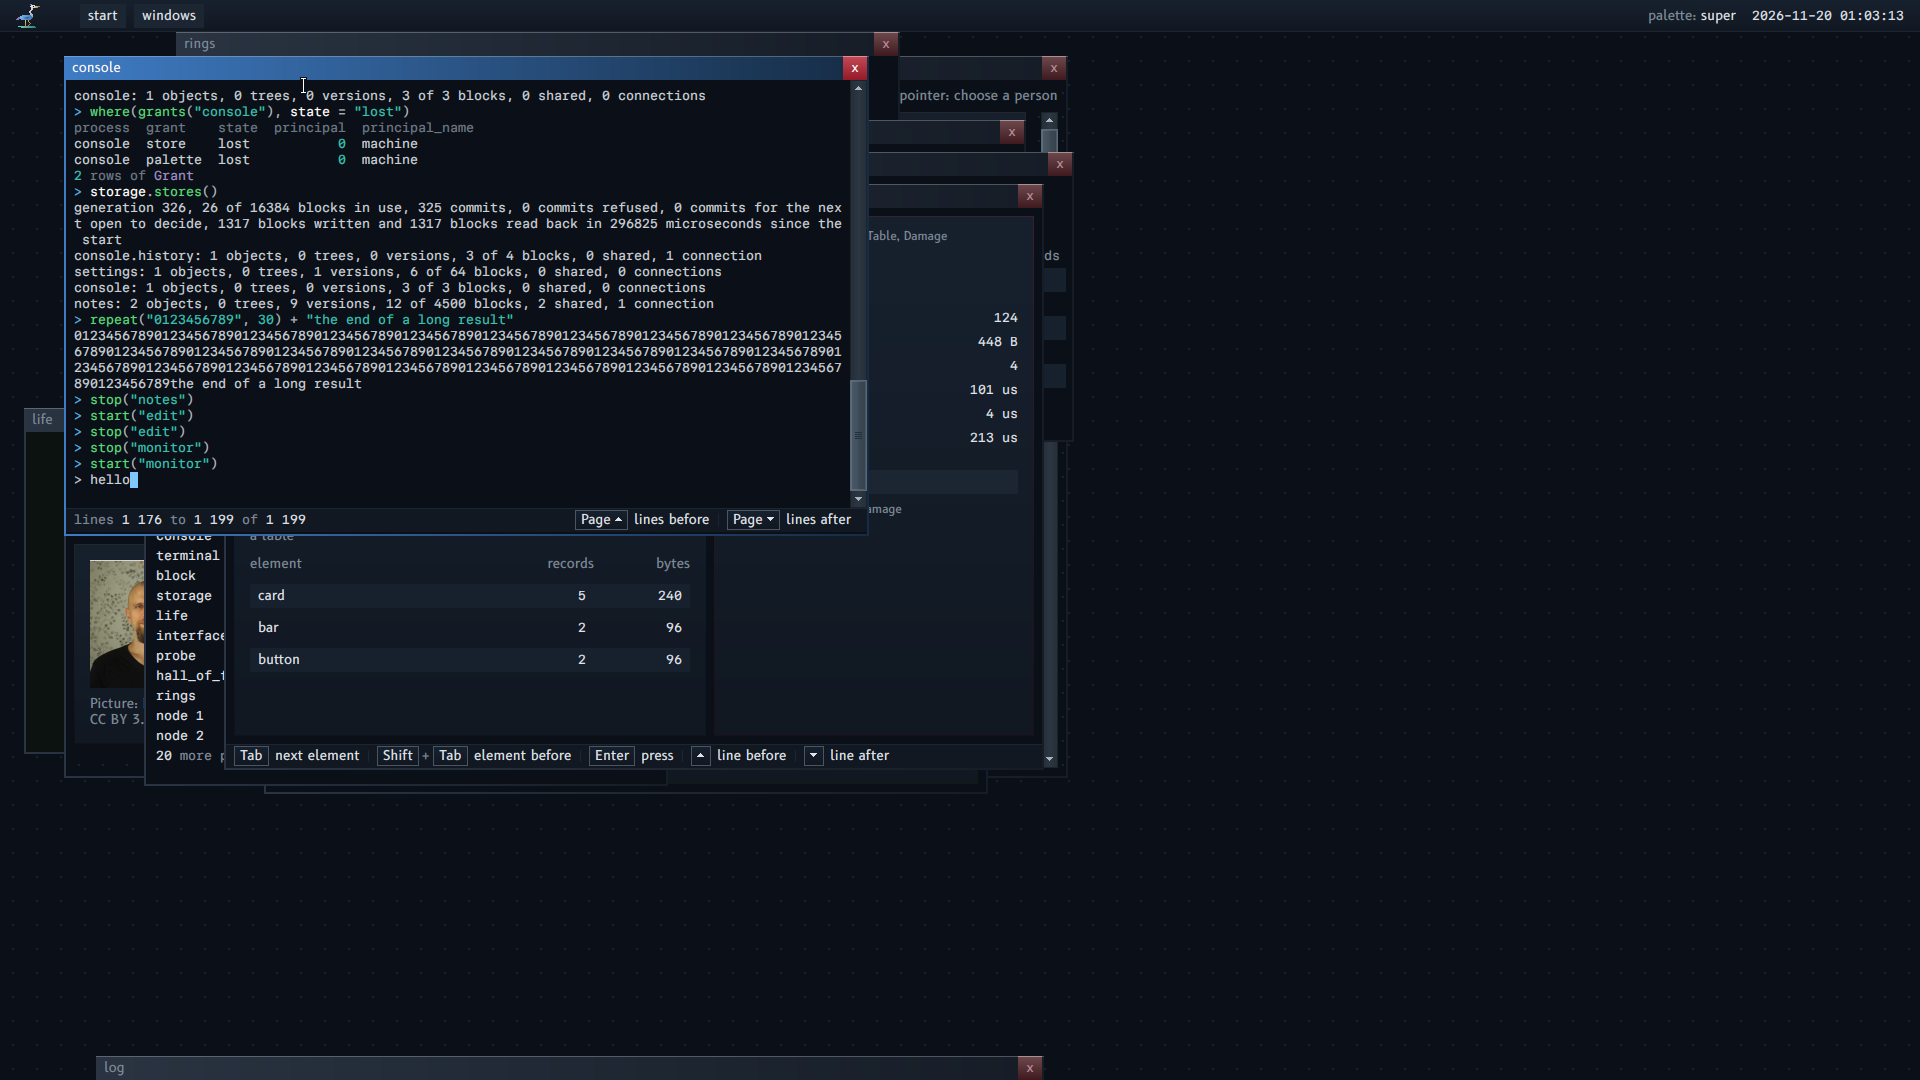 start
windows
palette: super
2026-11-20 01:03:13
rings
x
console
x
x
pointer: choose a person
console: 1 objects, 0 trees, 0 versions, 3 of 3 blocks, 0 shared, 0 connections
> where(grants("console"), state = "lost")
process grant state principal principal_name
console store lost 0 machine
console palette lost 0 machine
2 rows of Grant
> storage.stores()
generation 326, 26 of 16384 blocks in use, 325 commits, 0 commits refused, 0 commits for the nex
t open to decide, 1317 blocks written and 1317 blocks read back in 296825 microseconds since the
start
console.history: 1 objects, 0 trees, 0 versions, 3 of 4 blocks, 0 shared, 1 connection
settings: 1 objects, 0 trees, 1 versions, 6 of 64 blocks, 0 shared, 0 connections
console: 1 objects, 0 trees, 0 versions, 3 of 3 blocks, 0 shared, 0 connections
notes: 2 objects, 0 trees, 9 versions, 12 of 4500 blocks, 2 shared, 1 connection
> repeat("0123456789", 30) + "the end of a long result"
012345678901234567890123456789012345678901234567890123456789012345678901234567890123456789012345
678901234567890123456789012345678901234567890123456789012345678901234567890123456789012345678901
234567890123456789012345678901234567890123456789012345678901234567890123456789012345678901234567
890123456789the end of a long result
> stop("notes")
> start("edit")
> stop("edit")
> stop("monitor")
> start("monitor")
> hello
lines 1 176 to 1 199 of 1 199
Page lines before
Page lines after
x
x
x
Table, Damage
ds
124
448 B
4
101 us
4 us
213 us
amage
life
Picture:
CC BY 3.
console
terminal
block
storage
life
interface
probe
hall_of_f
rings
node 1
node 2
20 more p
a table
element records bytes
card 5 240
bar 2 96
button 2 96
Tab next element
Shift + Tab element before
Enter press
line before
line after
log
x